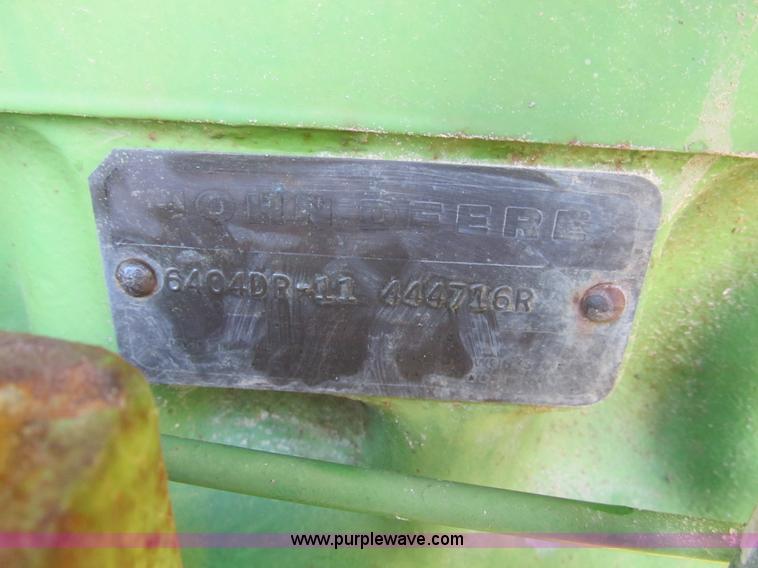 JOHN DEERE
6404DR-11 444716R
www.purplewave.com